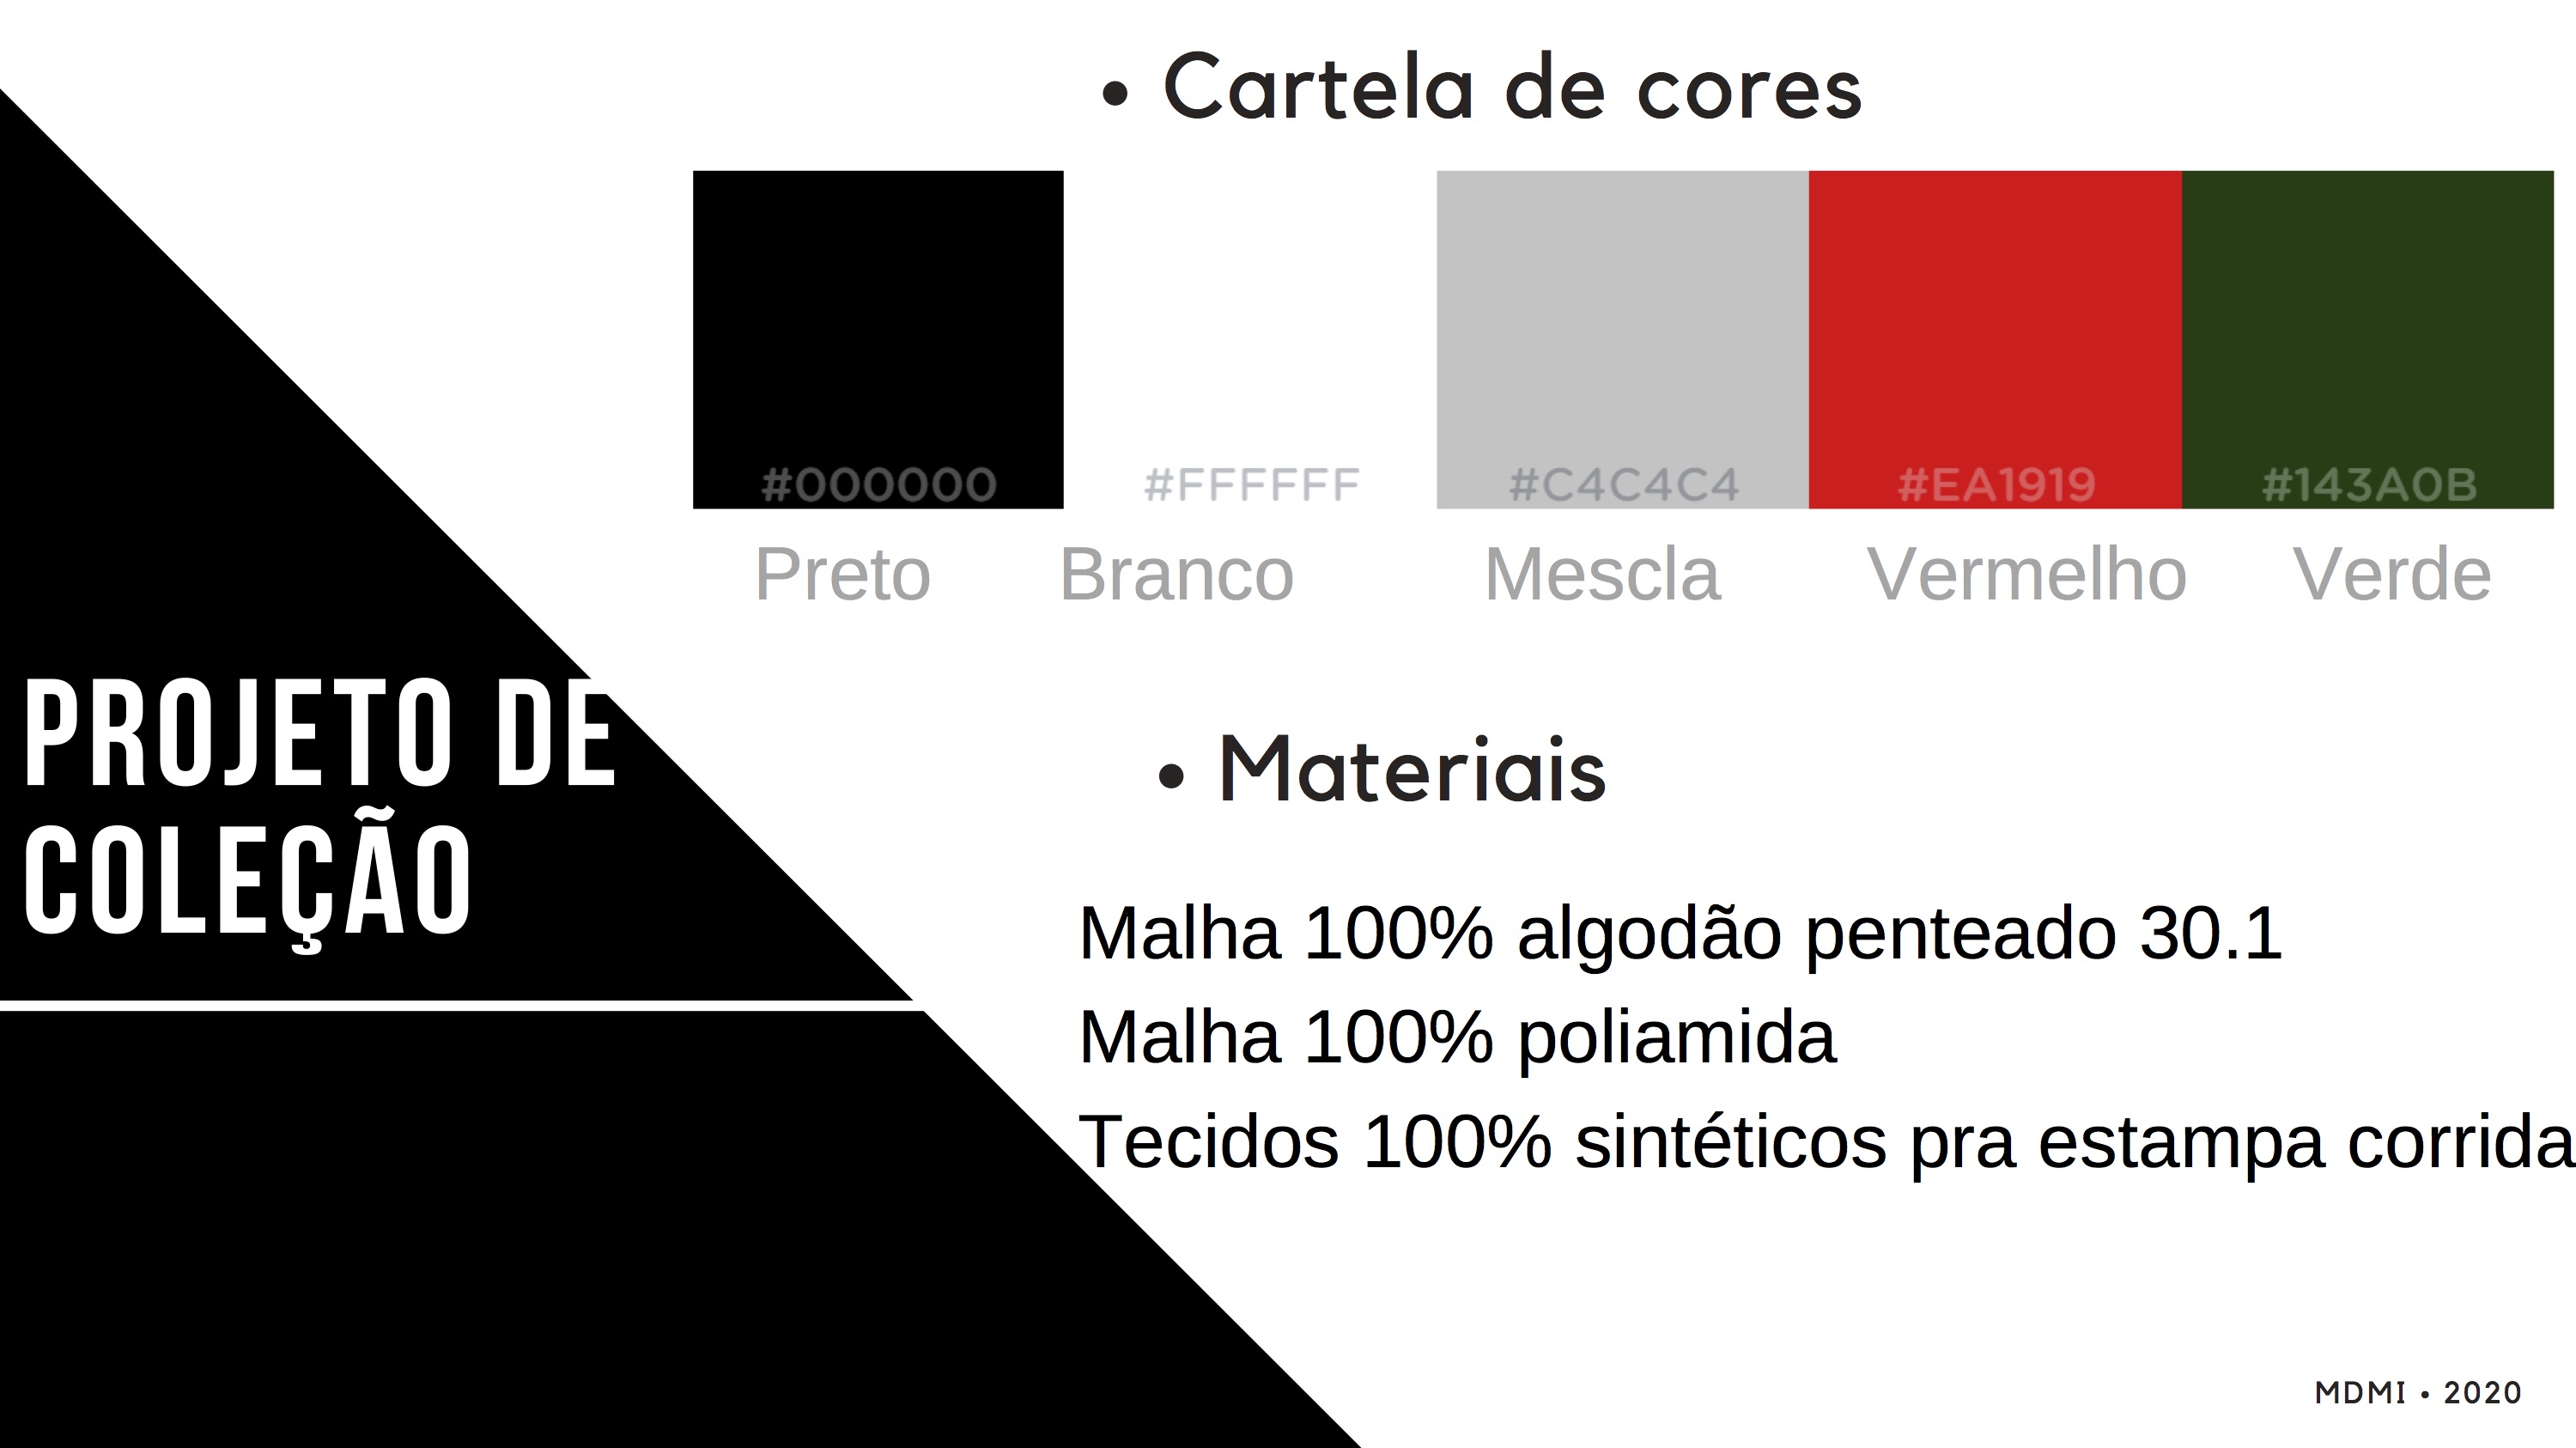 • Cartela de cores
#000000 #FFFFFF #C4C4C4 #EA1919 #143A0B
Preto Branco Mescla Vermelho Verde
PROJETO DE
COLEÇÃO
• Materiais
Malha 100% algodão penteado 30.1
Malha 100% poliamida
Tecidos 100% sintéticos pra estampa corrida
MDMI • 2020